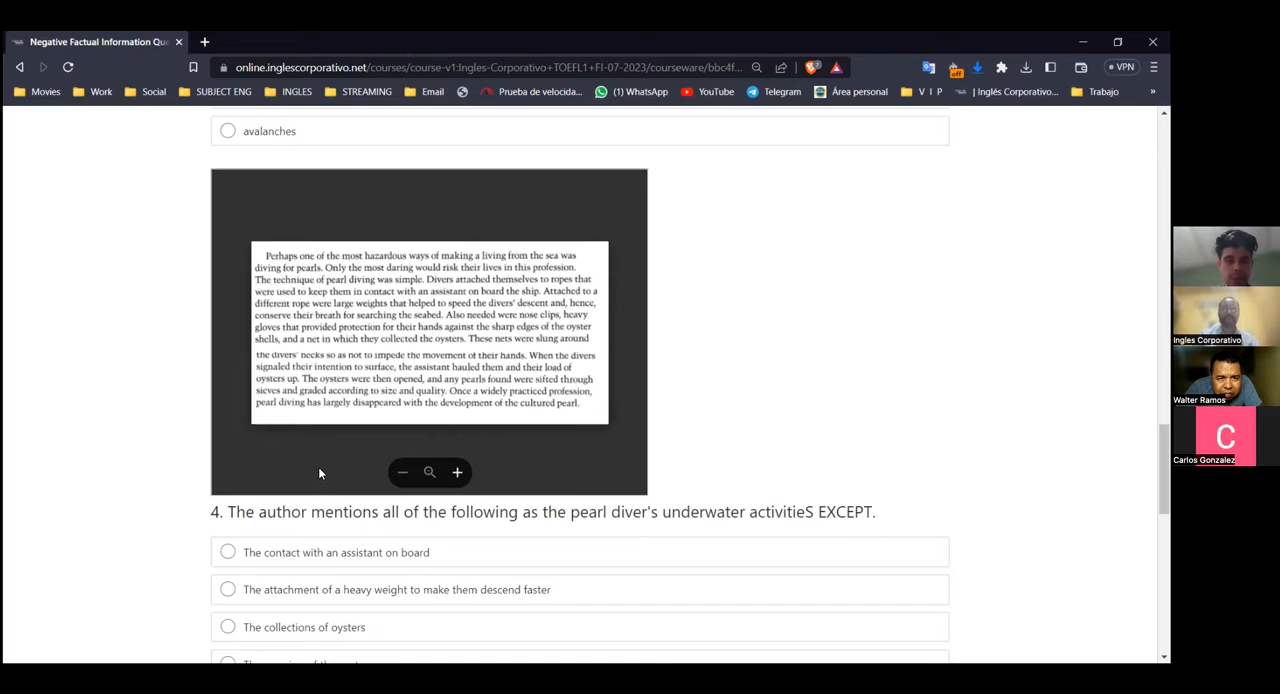 Negative Factual Information Que
online.inglescorporativo.net/courses/course-v1:Ingles-Corporativo+TOEFL1+FI-07-2023/courseware/bbc4f...
7
off
VPN
Movies
Work
Social
SUBJECT ENG
INGLES
STREAMING
Email
Prueba de velocida...
(1) WhatsApp
YouTube
Telegram
Área personal
V I P
| Inglés Corporativo...
Trabajo
»
avalanches
Perhaps one of the most hazardous ways of making a living from the sea was
diving for pearls. Only the most daring would risk their lives in this profession.
The technique of pearl diving was simple. Divers attached themselves to ropes that
were used to keep them in contact with an assistant on board the ship. Attached to a
different rope were large weights that helped to speed the divers' descent and, hence,
conserve their breath for searching the seabed. Also needed were nose clips, heavy
gloves that provided protection for their hands against the sharp edges of the oyster
shells, and a net in which they collected the oysters. These nets were slung around
the divers' necks so as not to impede the movement of their hands. When the divers
signaled their intention to surface, the assistant hauled them and their load of
oysters up. The oysters were then opened, and any pearls found were sifted through
sieves and graded according to size and quality. Once a widely practiced profession,
pearl diving has largely disappeared with the development of the cultured pearl.
4. The author mentions all of the following as the pearl diver's underwater activitieS EXCEPT.
The contact with an assistant on board
The attachment of a heavy weight to make them descend faster
The collections of oysters
Ingles Corporativo
Walter Ramos
C
Carlos Gonzalez